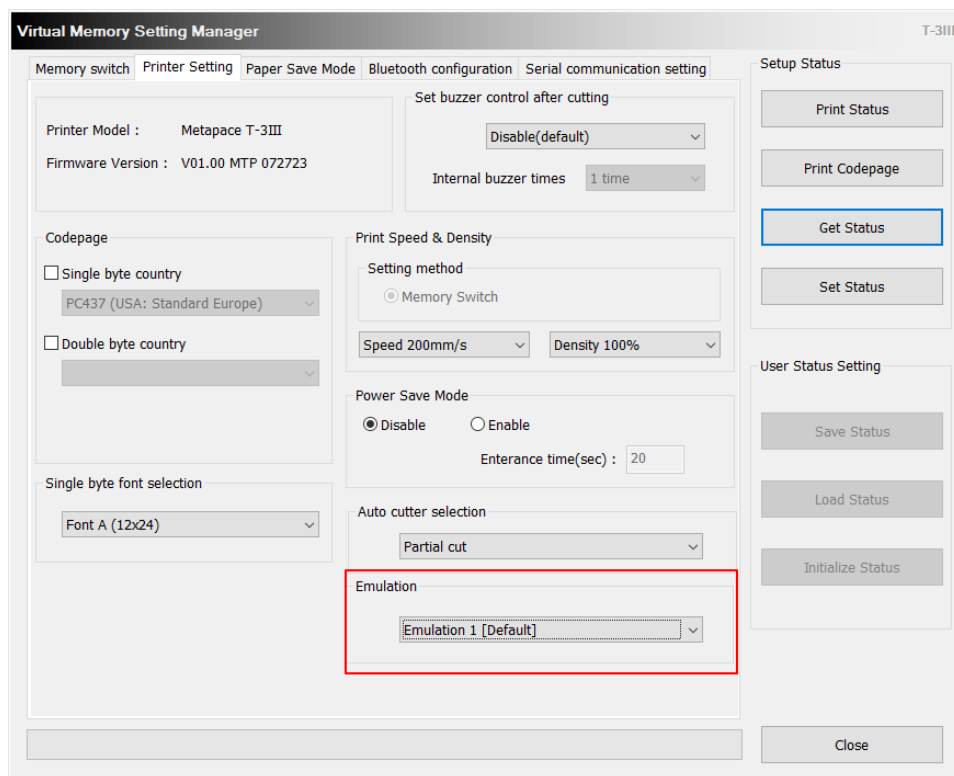 Virtual Memory Setting Manager
T-3III
Memory switch
Printer Setting
Paper Save Mode
Bluetooth configuration
Serial communication setting
Printer Model : Metapace T-3III
Firmware Version : V01.00 MTP 072723
Set buzzer control after cutting
Disable(default)
Internal buzzer times
1 time
Codepage
Single byte country
PC437 (USA: Standard Europe)
Double byte country
Single byte font selection
Font A (12x24)
Print Speed & Density
Setting method
Memory Switch
Speed 200mm/s
Density 100%
Power Save Mode
Disable
Enable
Enterance time(sec) :
20
Auto cutter selection
Partial cut
Emulation
Emulation 1 [Default]
Setup Status
Print Status
Print Codepage
Get Status
Set Status
User Status Setting
Save Status
Load Status
Initialize Status
Close